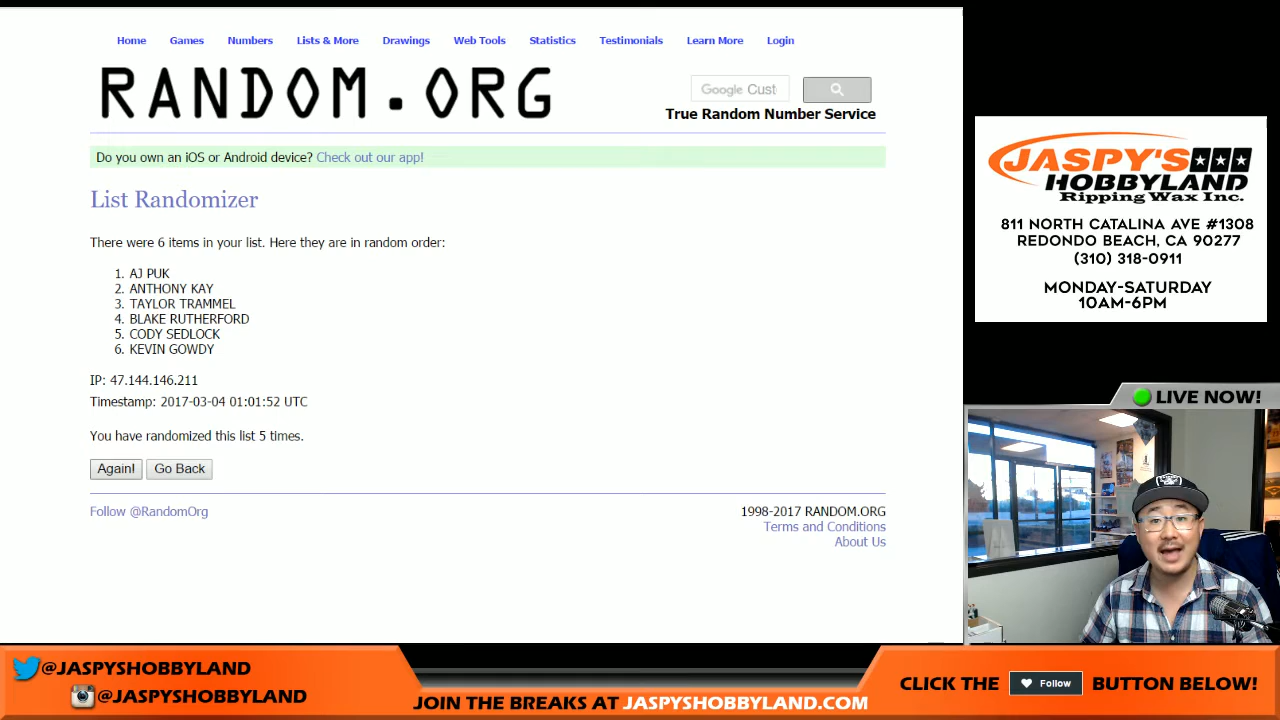 Home Games Numbers Lists & More Drawings Web Tools Statistics Testimonials Learn More Login
RANDOM.ORG
Google Cust
True Random Number Service
Do you own an iOS or Android device? Check out our app!
List Randomizer
There were 6 items in your list. Here they are in random order:
1. AJ PUK
2. ANTHONY KAY
3. TAYLOR TRAMMEL
4. BLAKE RUTHERFORD
5. CODY SEDLOCK
6. KEVIN GOWDY
IP: 47.144.146.211
Timestamp: 2017-03-04 01:01:52 UTC
You have randomized this list 5 times.
Again! Go Back
Follow @RandomOrg
1998-2017 RANDOM.ORG
Terms and Conditions
About Us
JASPY'S
HOBBYLAND
Ripping Wax Inc.
811 NORTH CATALINA AVE #1308
REDONDO BEACH, CA 90277
(310) 318-0911
MONDAY-SATURDAY
10AM-6PM
LIVE NOW!
@JASPYSHOBBYLAND
@JASPYSHOBBYLAND
JOIN THE BREAKS AT JASPYSHOBBYLAND.COM
CLICK THE Follow BUTTON BELOW!